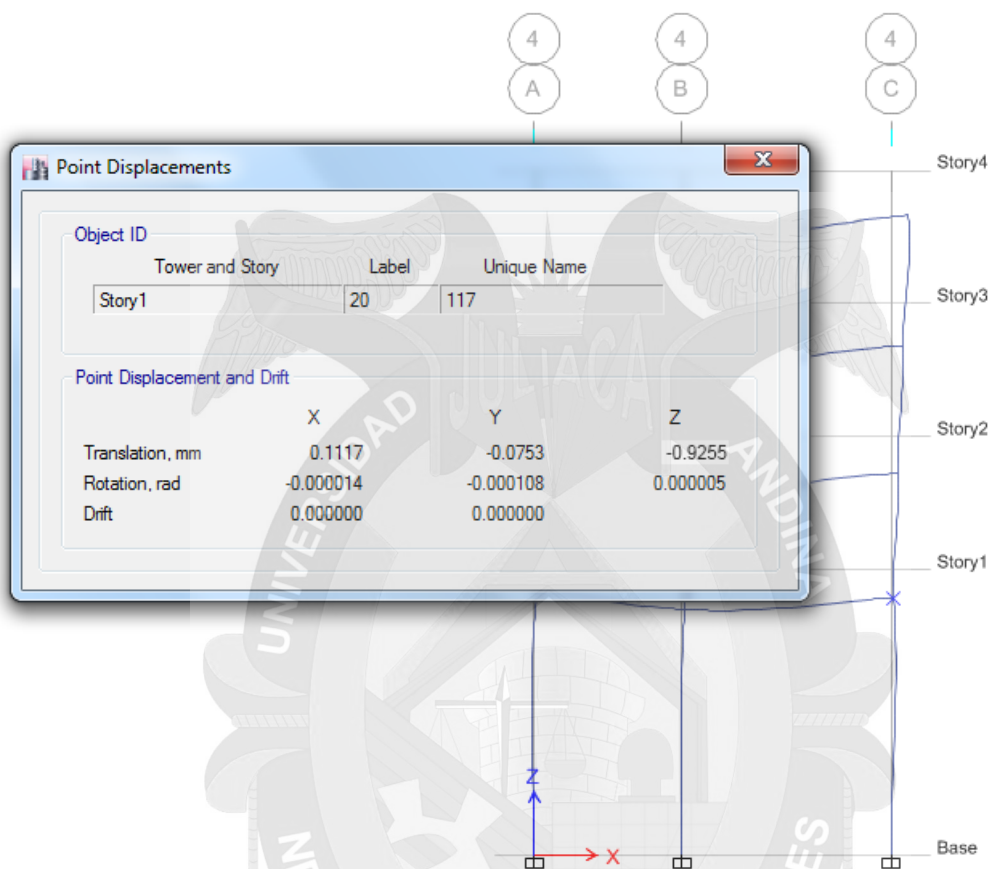 4 4 4
A B C
Story4
Point Displacements
Object ID
Tower and Story Label Unique Name
Story1 20 117
Story3
Point Displacement and Drift
X Y Z
Story2
Translation, mm 0.1117 -0.0753 -0.9255
Rotation, rad -0.000014 -0.000108 0.000005
Drift 0.000000 0.000000
Story1
Z
X
Base
UNIVERSIDAD ANDINA
JULIACA